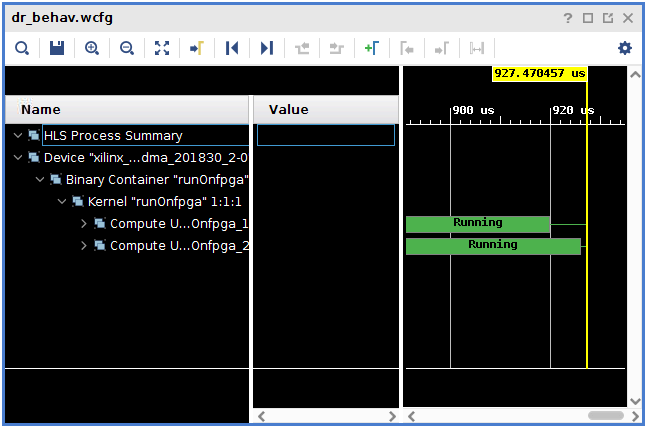 dr_behav.wcfg
927.470457 us
Name
Value
900 us
920 us
HLS Process Summary
Device "xilinx_...dma_201830_2-0
Binary Container "runOnfpga"
Kernel "runOnfpga" 1:1:1
Compute U...Onfpga_1
Running
Compute U...Onfpga_2
Running